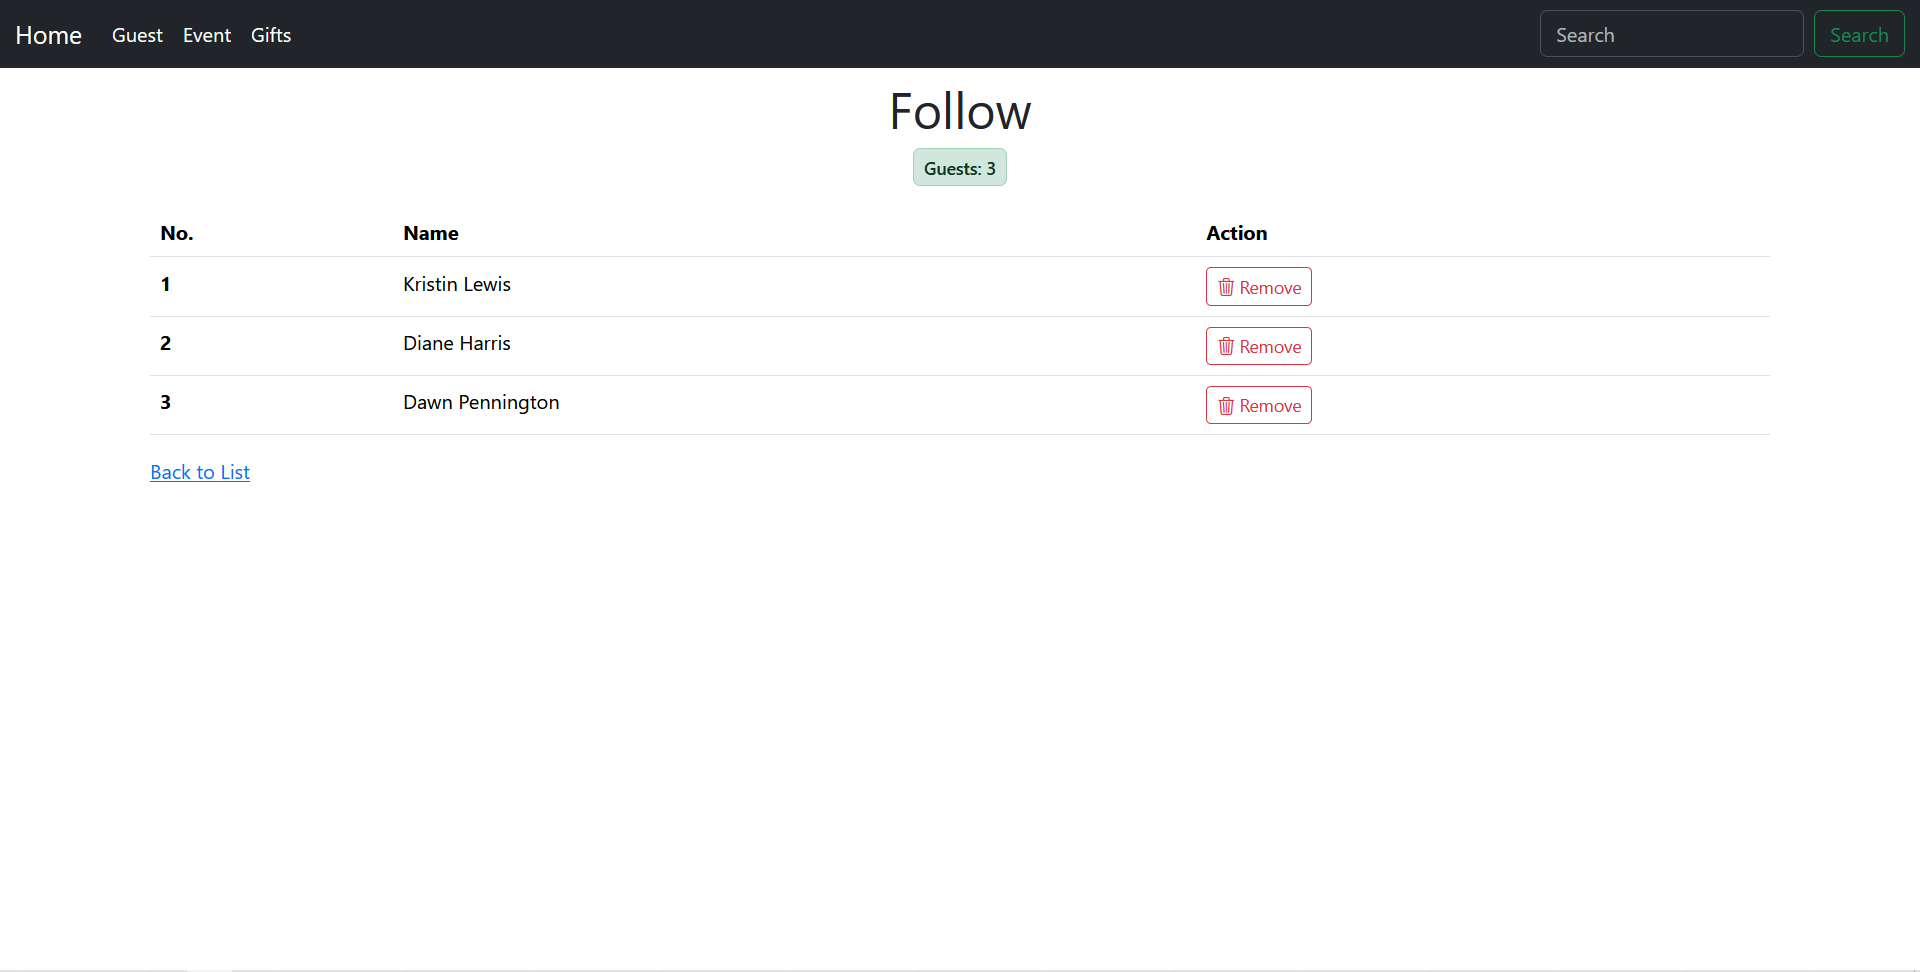 Home Guest Event Gifts Search Search
Follow
Guests: 3
No. Name Action
1 Kristin Lewis Remove
2 Diane Harris Remove
3 Dawn Pennington Remove
Back to List